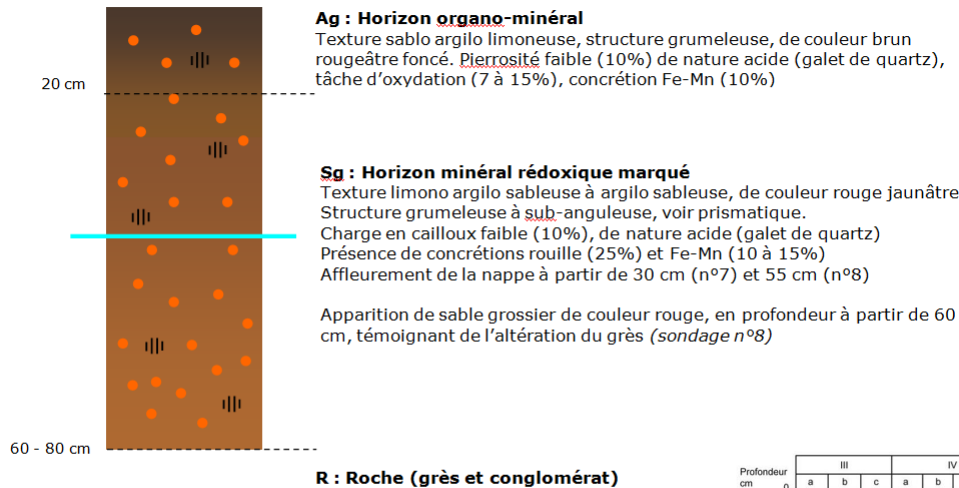 Ag : Horizon organo-minéral
Texture sablo argilo limoneuse, structure grumeleuse, de couleur brun
rougeâtre foncé. Pierrosité faible (10%) de nature acide (galet de quartz),
tâche d'oxydation (7 à 15%), concrétion Fe-Mn (10%)
20 cm
Sg : Horizon minéral rédoxique marqué
Texture limono argilo sableuse à argilo sableuse, de couleur rouge jaunâtre
Structure grumeleuse à sub-anguleuse, voir prismatique.
Charge en cailloux faible (10%), de nature acide (galet de quartz)
Présence de concrétions rouille (25%) et Fe-Mn (10 à 15%)
Affleurement de la nappe à partir de 30 cm (nº7) et 55 cm (nº8)
Apparition de sable grossier de couleur rouge, en profondeur à partir de 60
cm, témoignant de l'altération du grès (sondage nº8)
60 - 80 cm
R : Roche (grès et conglomérat)
Profondeur
cm
0
III
IV
a b c a b